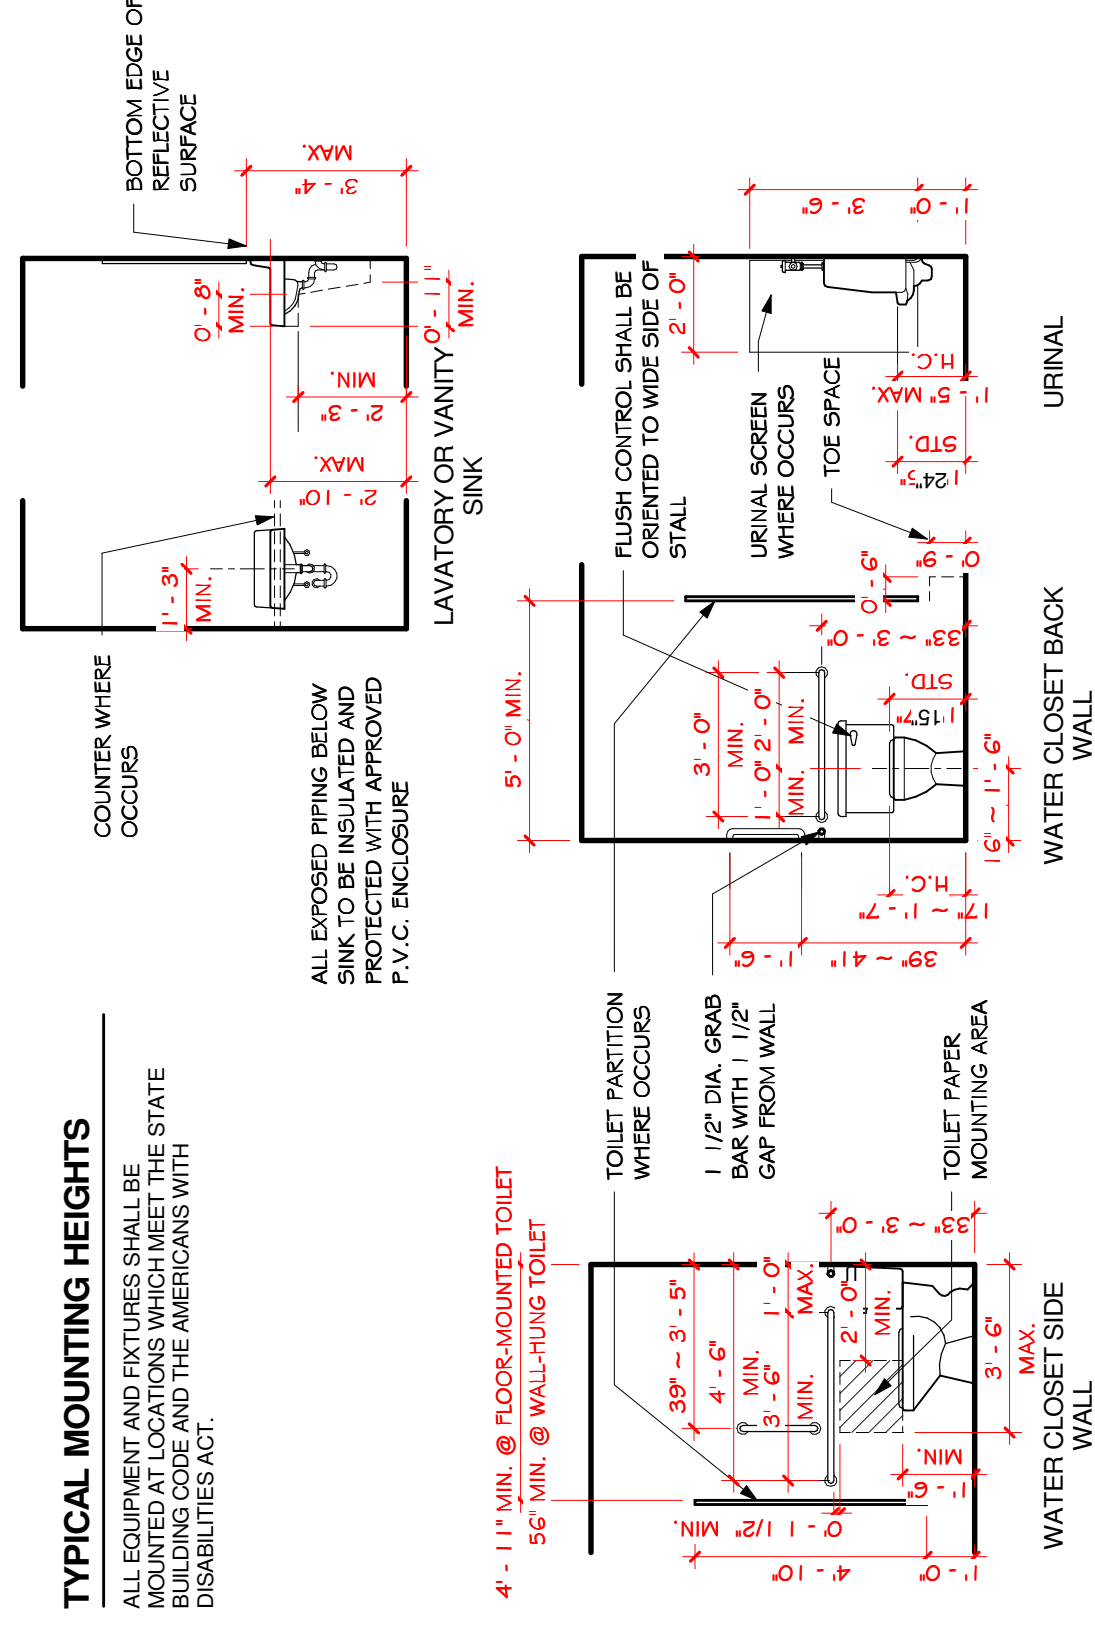 TYPICAL MOUNTING HEIGHTS
ALL EQUIPMENT AND FIXTURES SHALL BE
MOUNTED AT LOCATIONS WHICH MEET THE STATE
BUILDING CODE AND THE AMERICANS WITH
DISABILITIES ACT.
COUNTER WHERE
OCCURS
ALL EXPOSED PIPING BELOW
SINK TO BE INSULATED AND
PROTECTED WITH APPROVED
P.V.C. ENCLOSURE
1' - 3"
MIN.
2' - 10"
MAX.
2' - 3"
MIN.
0' - 8"
MIN.
0' - 11"
MIN.
3' - 4"
MAX.
BOTTOM EDGE OF
REFLECTIVE
SURFACE
LAVATORY OR VANITY
SINK
4' - 11" MIN. @ FLOOR-MOUNTED TOILET
56" MIN. @ WALL-HUNG TOILET
39" ~ 3' - 5"
4' - 6"
MIN.
3' - 6"
MIN.
1' - 0"
MAX.
2' - 0"
MIN.
33" ~ 3' - 0"
3' - 6"
MAX.
1' - 6"
MIN.
0' - 1 1/2" MIN.
4' - 10"
1' - 0"
TOILET PARTITION
WHERE OCCURS
1 1/2" DIA. GRAB
BAR WITH 1 1/2"
GAP FROM WALL
TOILET PAPER
MOUNTING AREA
WATER CLOSET SIDE
WALL
5' - 0" MIN.
3' - 0"
MIN.
1' - 0"
MIN.
2' - 0"
MIN.
1' - 6"
39" ~ 41"
17" ~ 1' - 7"
H.C.
16" ~ 1' - 6"
STD.
33" ~ 3' - 0"
0' - 6"
0' - 9"
FLUSH CONTROL SHALL BE
ORIENTED TO WIDE SIDE OF
STALL
TOE SPACE
WATER CLOSET BACK
WALL
URINAL SCREEN
WHERE OCCURS
2' - 0"
3' - 6"
1' - 0"
1' - 5" MAX.
H.C.
STD.
URINAL